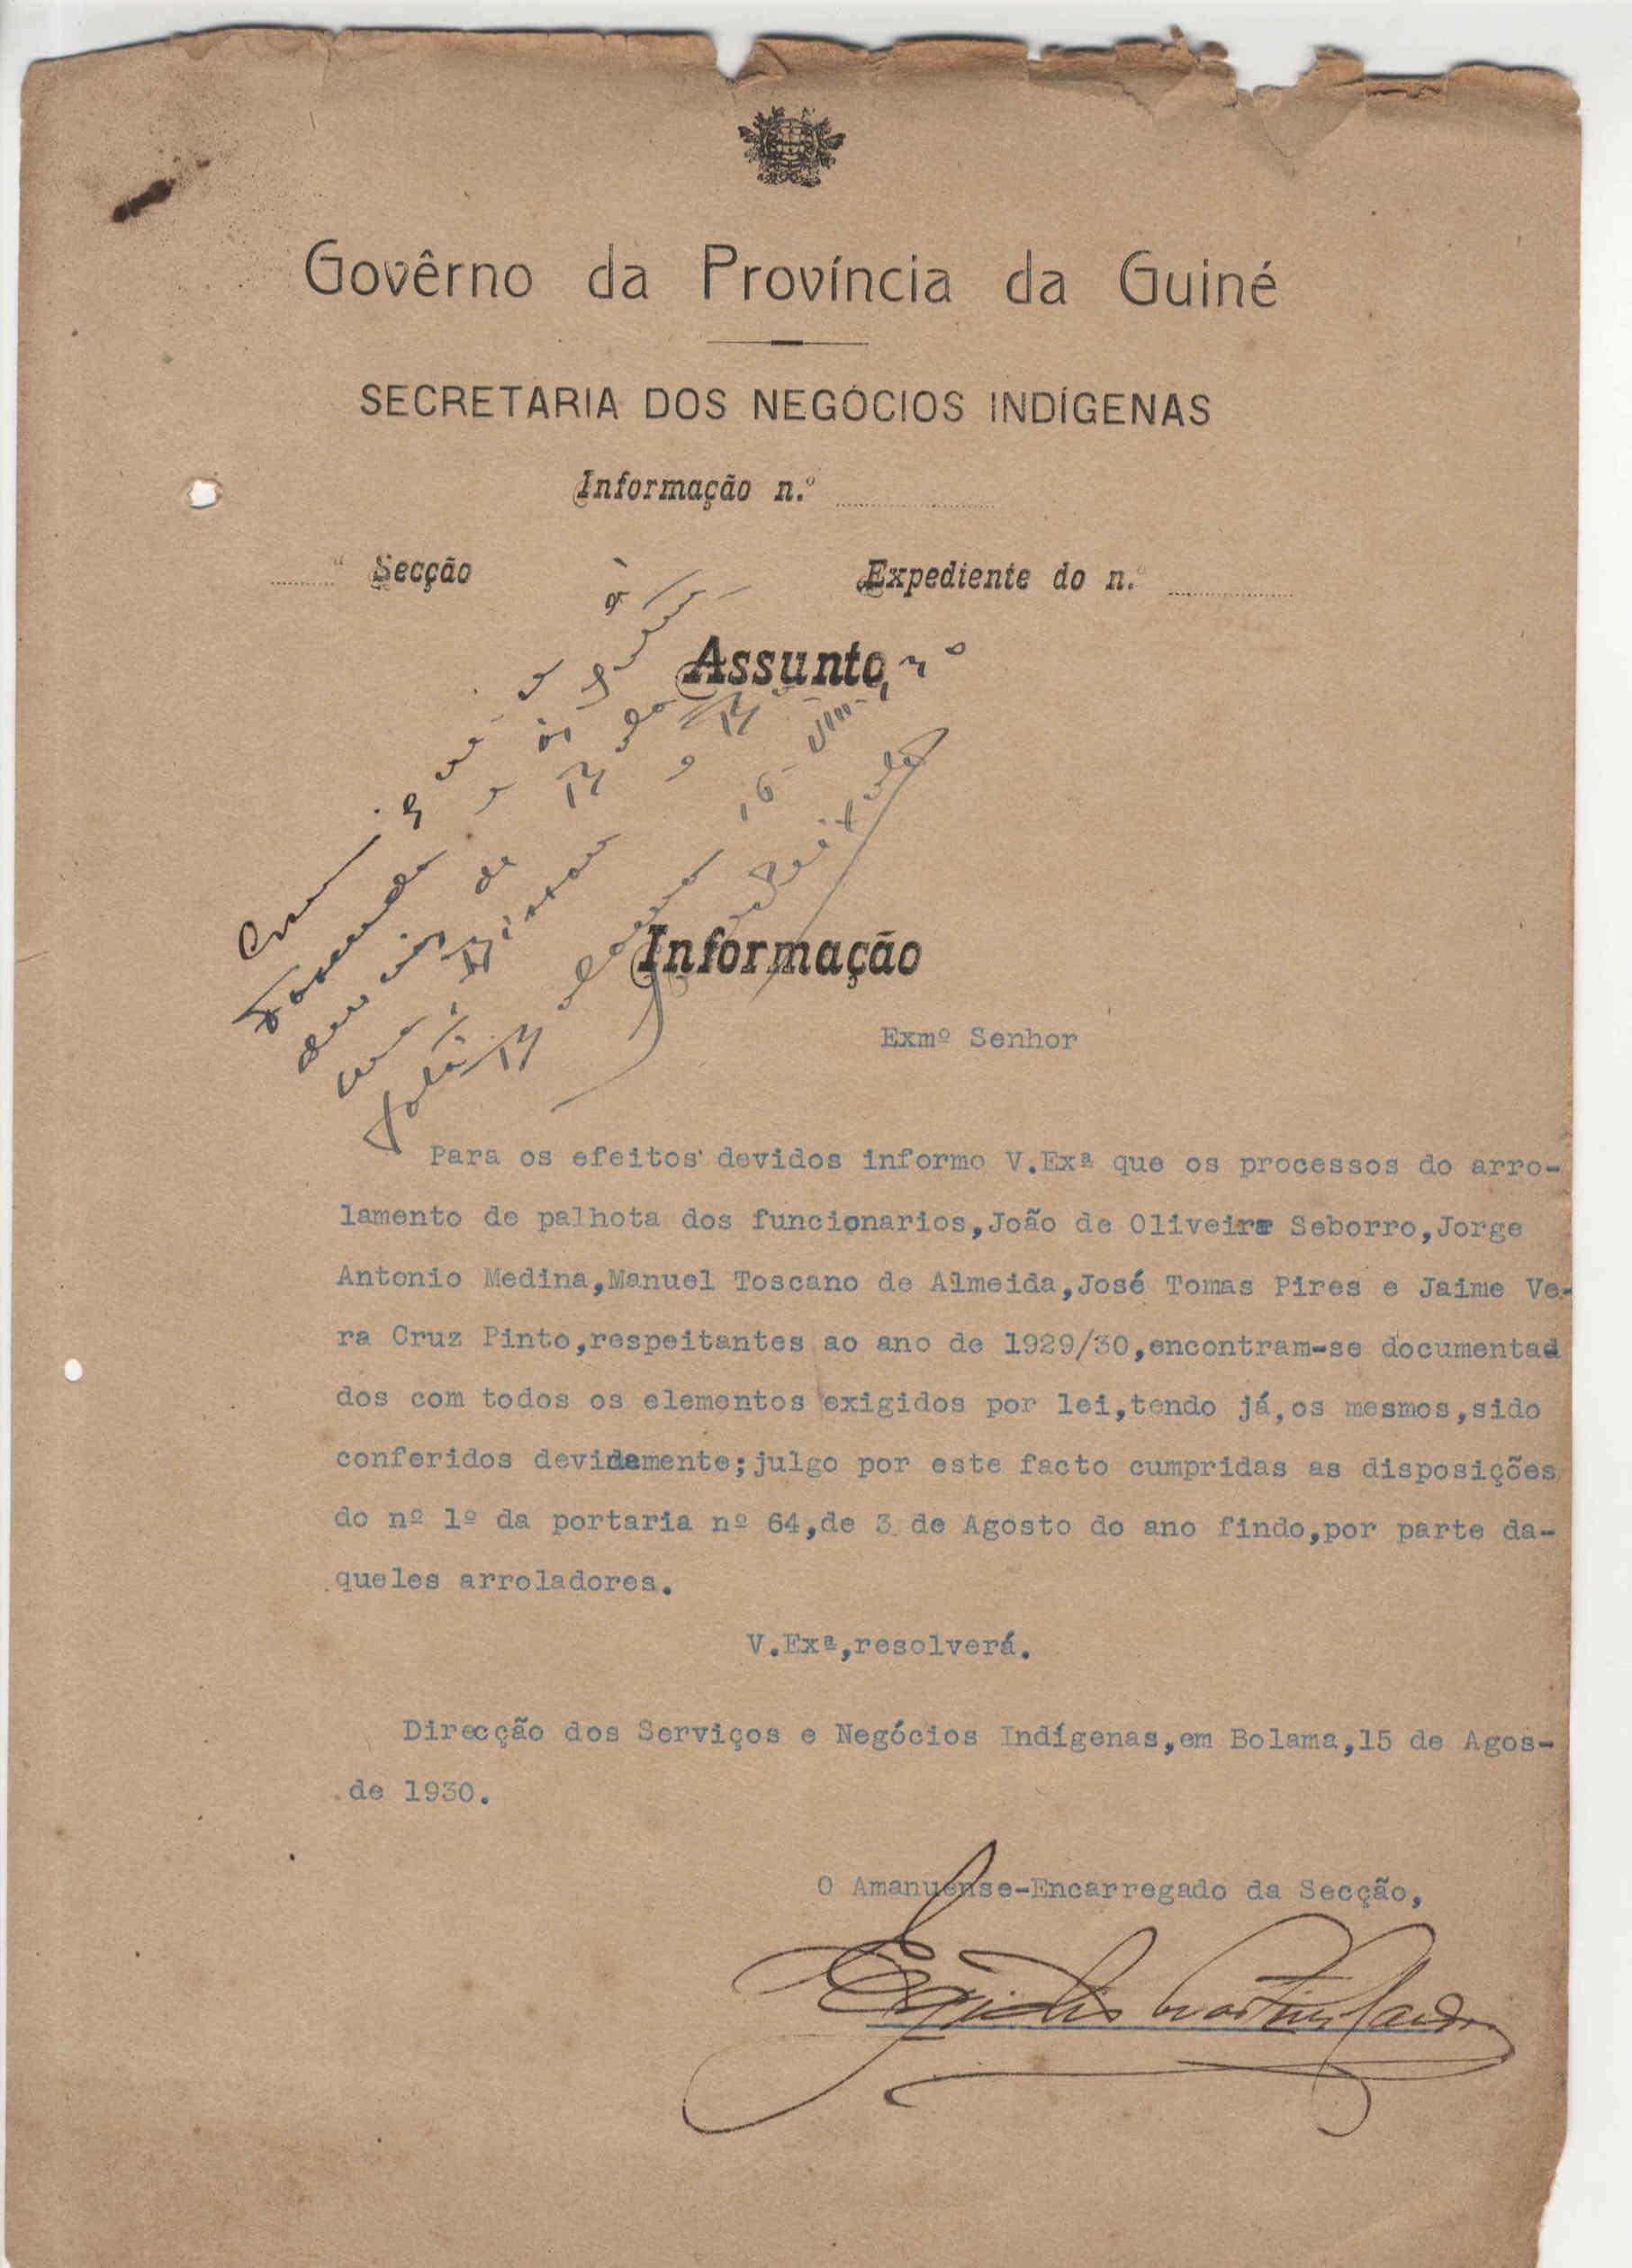 Govêrno da Província da Guiné
SECRETARIA DOS NEGÓCIOS INDÍGENAS
Informação n.º
Secção
Expediente do n.º
Assunto
Informação
Exmº Senhor
Para os efeitos devidos informo V.Exª que os processos do arro-
lamento de palhota dos funcionarios,João de Oliveira Seborro,Jorge
Antonio Medina,Manuel Toscano de Almeida,José Tomas Pires e Jaime Ve-
ra Cruz Pinto,respeitantes ao ano de 1929/30,encontram-se documentad
dos com todos os elementos exigidos por lei,tendo já,os mesmos,sido
conferidos devidamente;julgo por este facto cumpridas as disposições
do nº 1º da portaria nº 64,de 3 de Agosto do ano findo,por parte da-
queles arroladores.
V.Exª,resolverá.
Direcção dos Serviços e Negócios Indígenas,em Bolama,15 de Agos-
de 1930.
O Amanuense-Encarregado da Secção,